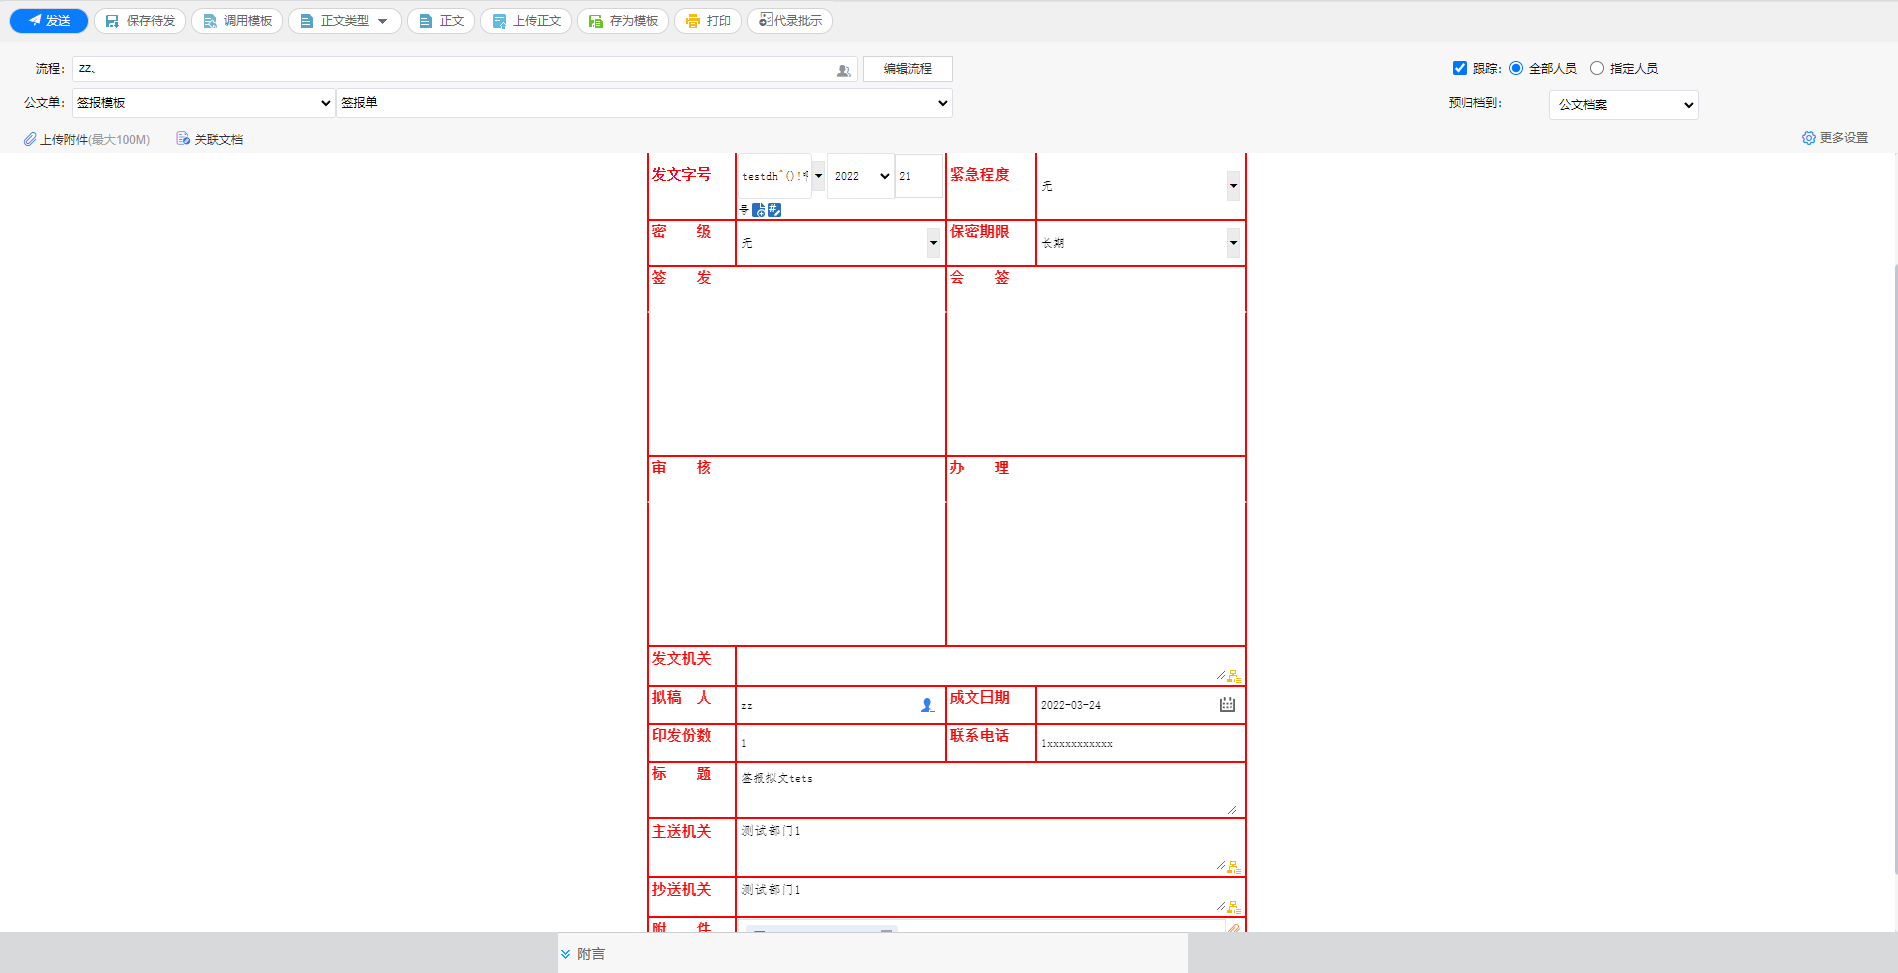 发送 保存待发 调用模板 正文类型 正文 上传正文 存为模板 打印 代录批示
流程： zz、 编辑流程 跟踪： 全部人员 指定人员
公文单： 签报模板 签报单 预归档到： 公文档案
上传附件(最大100M) 关联文档 更多设置
发文字号 testdh^()! 2022 21 紧急程度 无
号
密 级 无 保密期限 长期
签 发 会 签
审 核 办 理
发文机关
拟稿 人 zz 成文日期 2022-03-24
印发份数 1 联系电话 1xxxxxxxxxxx
标 题 签报拟文tets
主送机关 测试部门1
抄送机关 测试部门1
附 件
附言